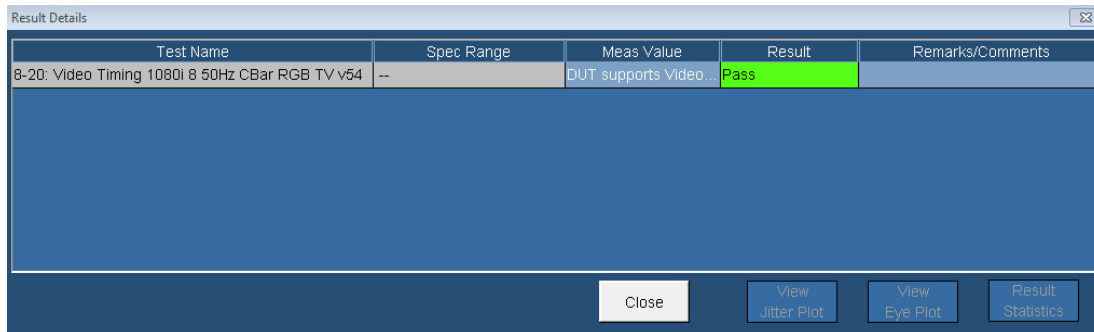 Result Details
Test Name Spec Range Meas Value Result Remarks/Comments
8-20: Video Timing 1080i 8 50Hz CBar RGB TV v54 -- DUT supports Video... Pass
Close View Jitter Plot View Eye Plot Result Statistics